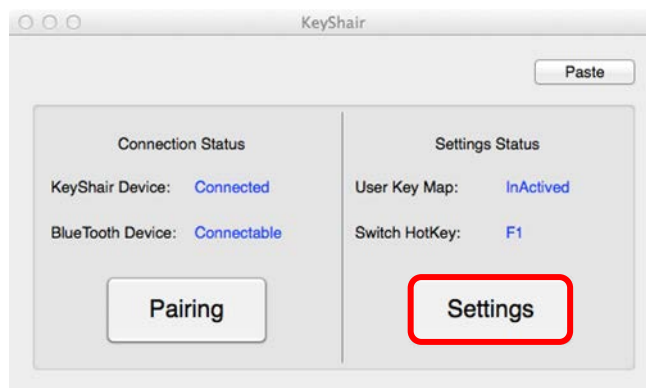 KeyShair
Paste
Connection Status
KeyShair Device: Connected
BlueTooth Device: Connectable
Pairing
Settings Status
User Key Map: InActived
Switch HotKey: F1
Settings